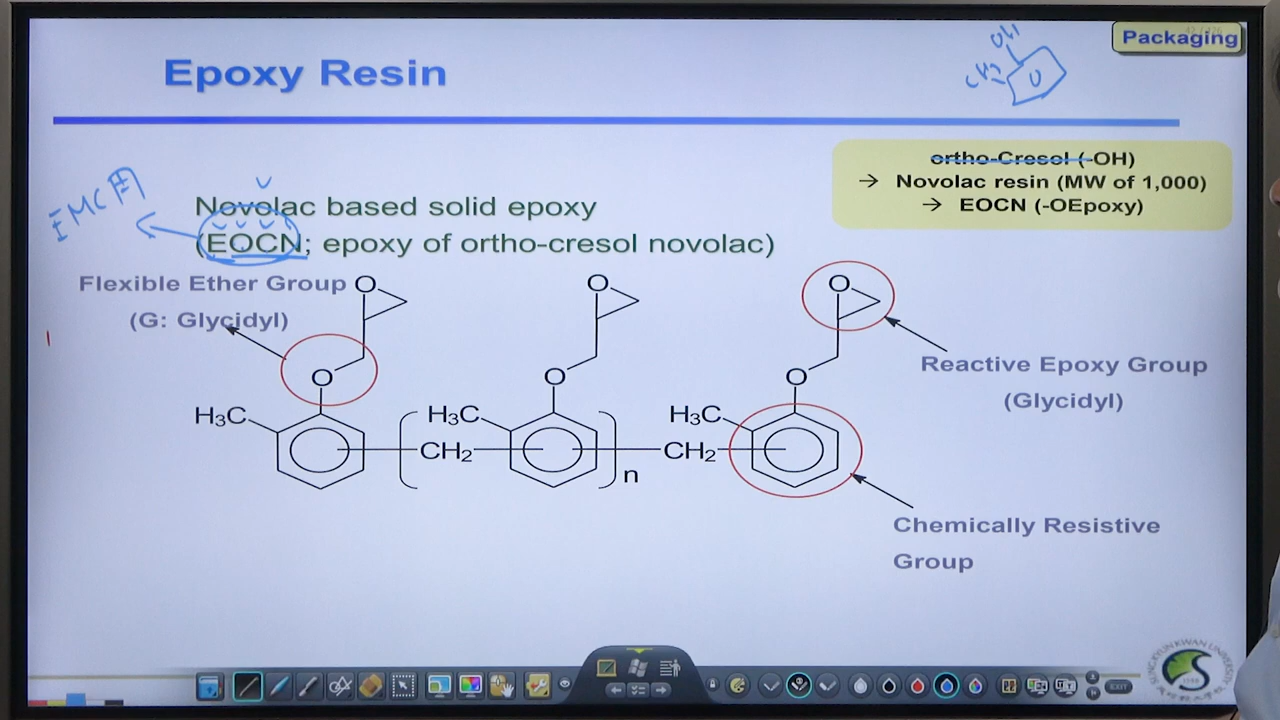 Packaging
Epoxy Resin
OH
CH₃
ortho-Cresol (-OH)
→ Novolac resin (MW of 1,000)
→ EOCN (-OEpoxy)
EMC用
Novolac based solid epoxy
(EOCN; epoxy of ortho-cresol novolac)
Flexible Ether Group
(G: Glycidyl)
O O O
Reactive Epoxy Group
(Glycidyl)
O O O
H₃C H₃C H₃C
CH₂ CH₂
n
Chemically Resistive
Group
EXIT